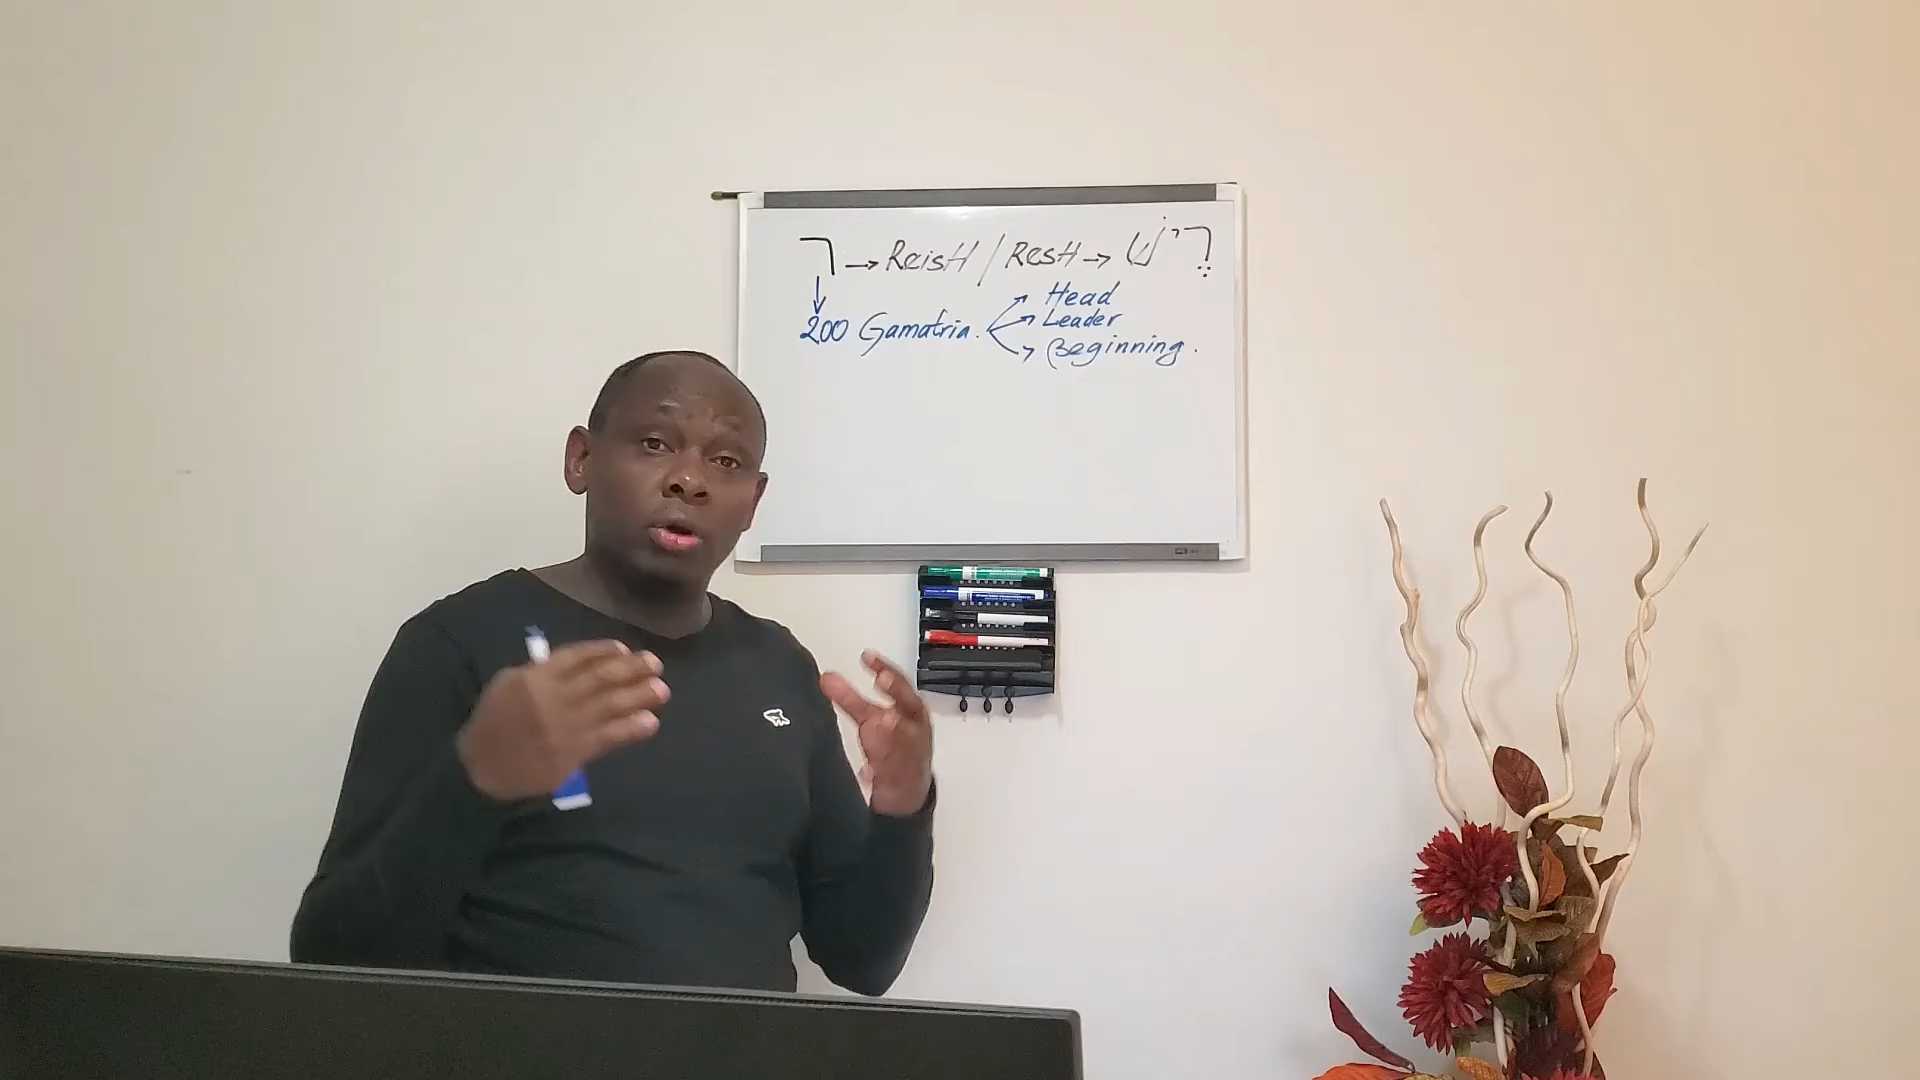 ר → ReisH / ResH → רֵישׁ
200 Gamatria.
Head
Leader
Beginning.